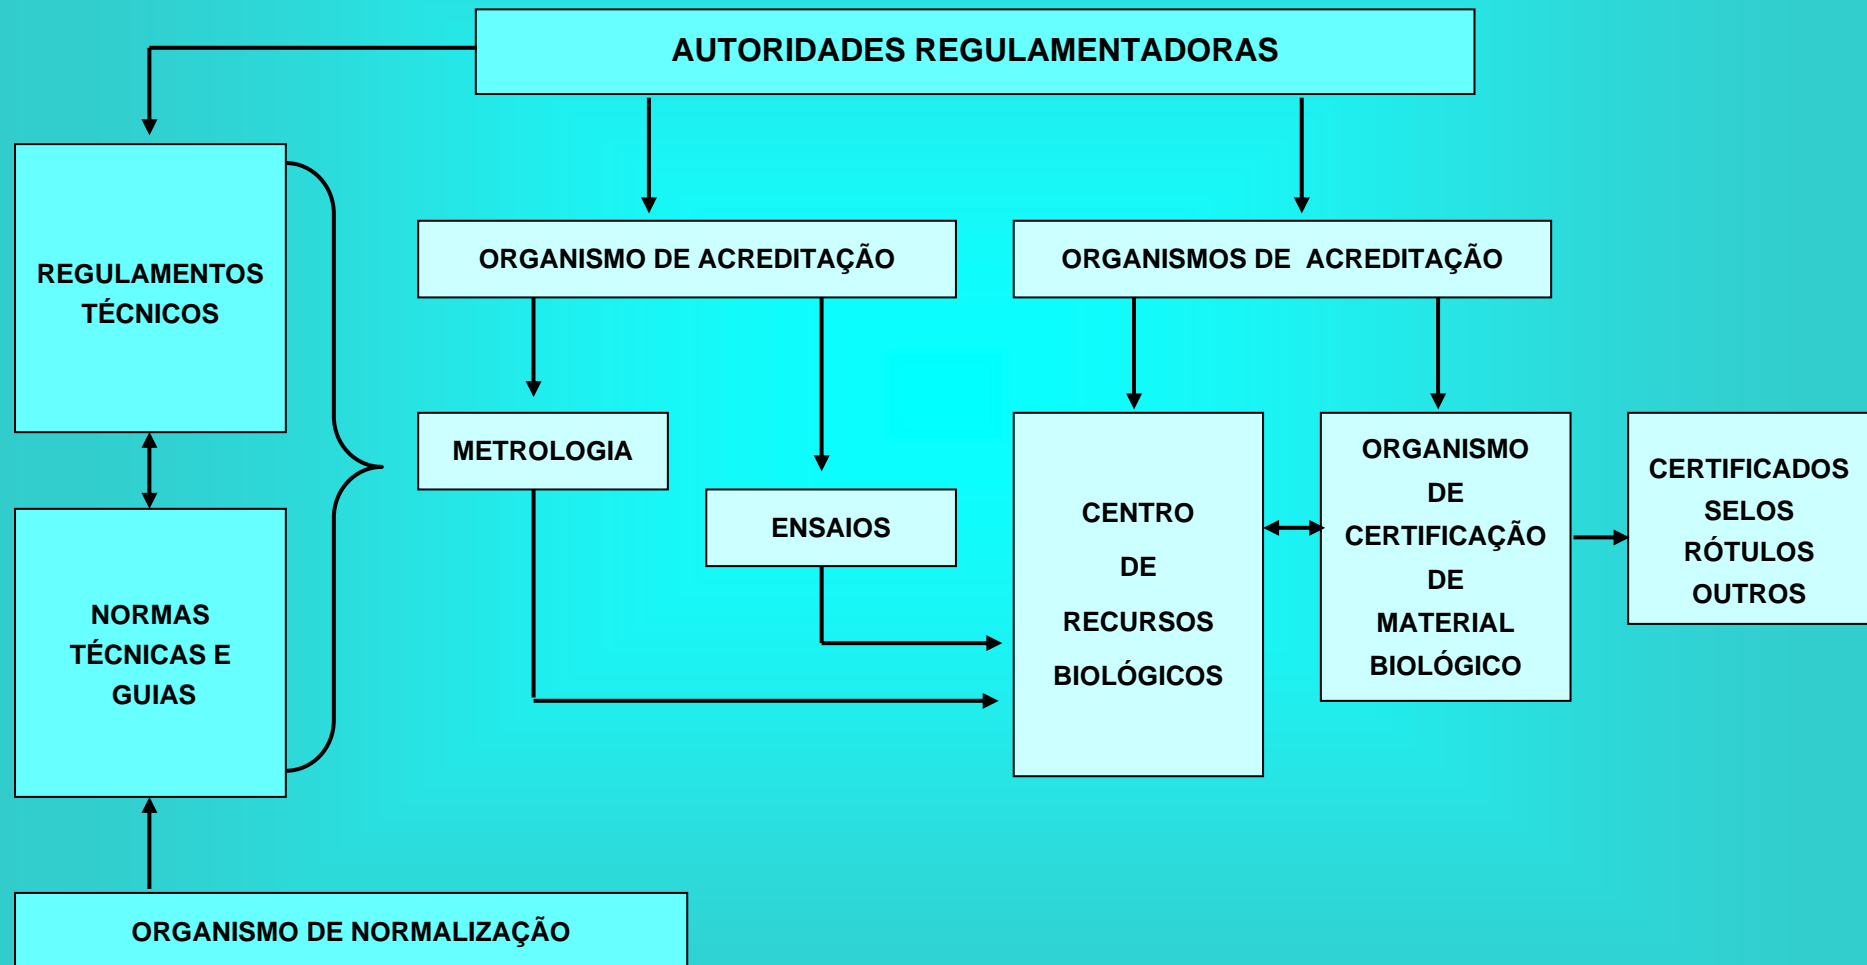 AUTORIDADES REGULAMENTADORAS
REGULAMENTOS
TÉCNICOS
ORGANISMO DE ACREDITAÇÃO
ORGANISMOS DE  ACREDITAÇÃO
METROLOGIA
ENSAIOS
CENTRO
DE
RECURSOS
BIOLÓGICOS
ORGANISMO
DE
CERTIFICAÇÃO
DE
MATERIAL
BIOLÓGICO
CERTIFICADOS
SELOS
RÓTULOS
OUTROS
NORMAS
TÉCNICAS E
GUIAS
ORGANISMO DE NORMALIZAÇÃO